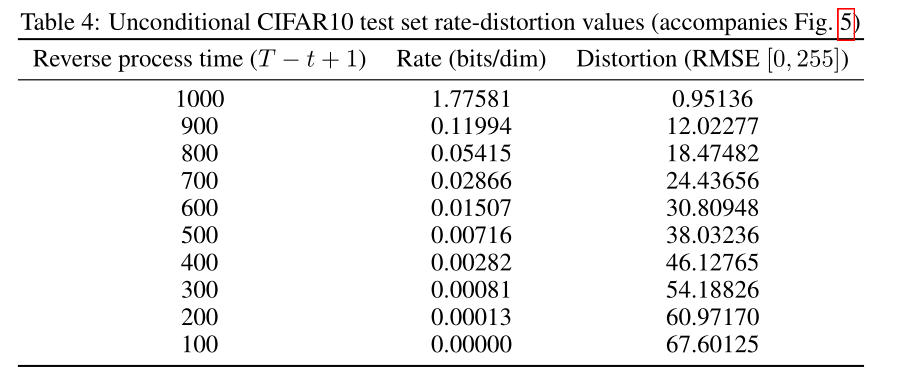 Table 4: Unconditional CIFAR10 test set rate-distortion values (accompanies Fig. 5)
Reverse process time (T − t + 1) Rate (bits/dim) Distortion (RMSE [0, 255])
1000 1.77581 0.95136
900 0.11994 12.02277
800 0.05415 18.47482
700 0.02866 24.43656
600 0.01507 30.80948
500 0.00716 38.03236
400 0.00282 46.12765
300 0.00081 54.18826
200 0.00013 60.97170
100 0.00000 67.60125